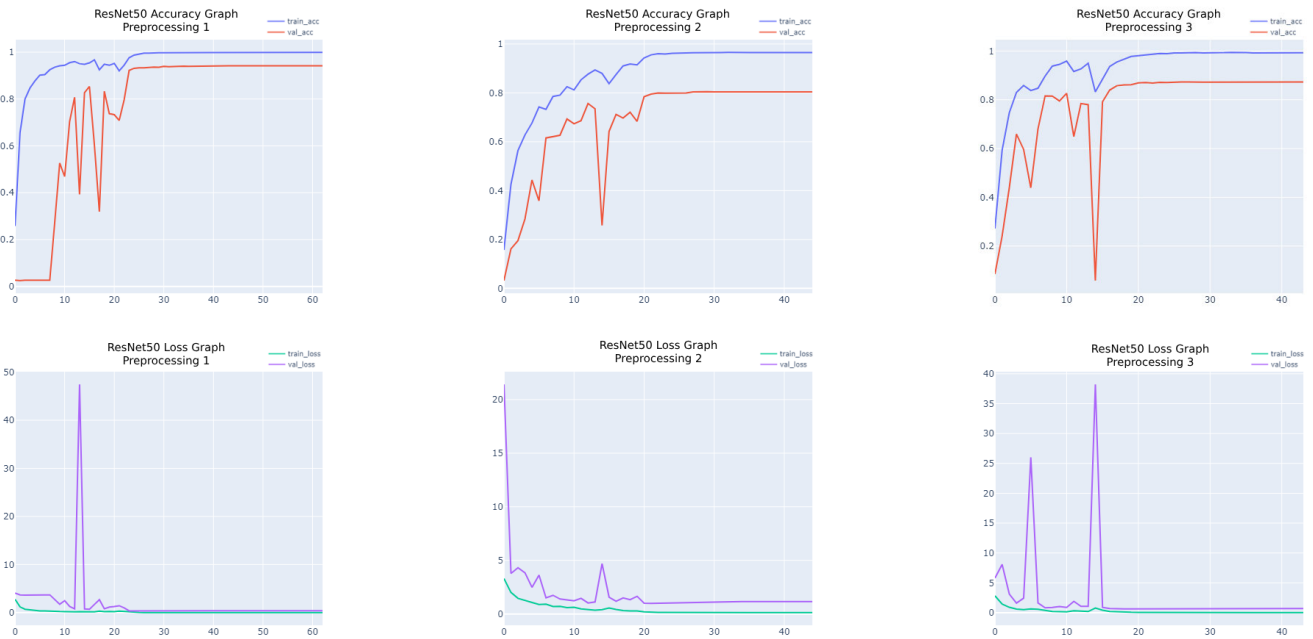 ResNet50 Accuracy Graph
Preprocessing 1
train_acc
val_acc
1
0.8
0.6
0.4
0.2
0
0 10 20 30 40 50 60
ResNet50 Accuracy Graph
Preprocessing 2
train_acc
val_acc
1
0.8
0.6
0.4
0.2
0
0 10 20 30 40
ResNet50 Accuracy Graph
Preprocessing 3
train_acc
val_acc
1
0.8
0.6
0.4
0.2
0 10 20 30 40
ResNet50 Loss Graph
Preprocessing 1
train_loss
val_loss
50
40
30
20
10
0
0 10 20 30 40 50 60
ResNet50 Loss Graph
Preprocessing 2
train_loss
val_loss
20
15
10
5
0
0 10 20 30 40
ResNet50 Loss Graph
Preprocessing 3
train_loss
val_loss
40
35
30
25
20
15
10
5
0
0 10 20 30 40